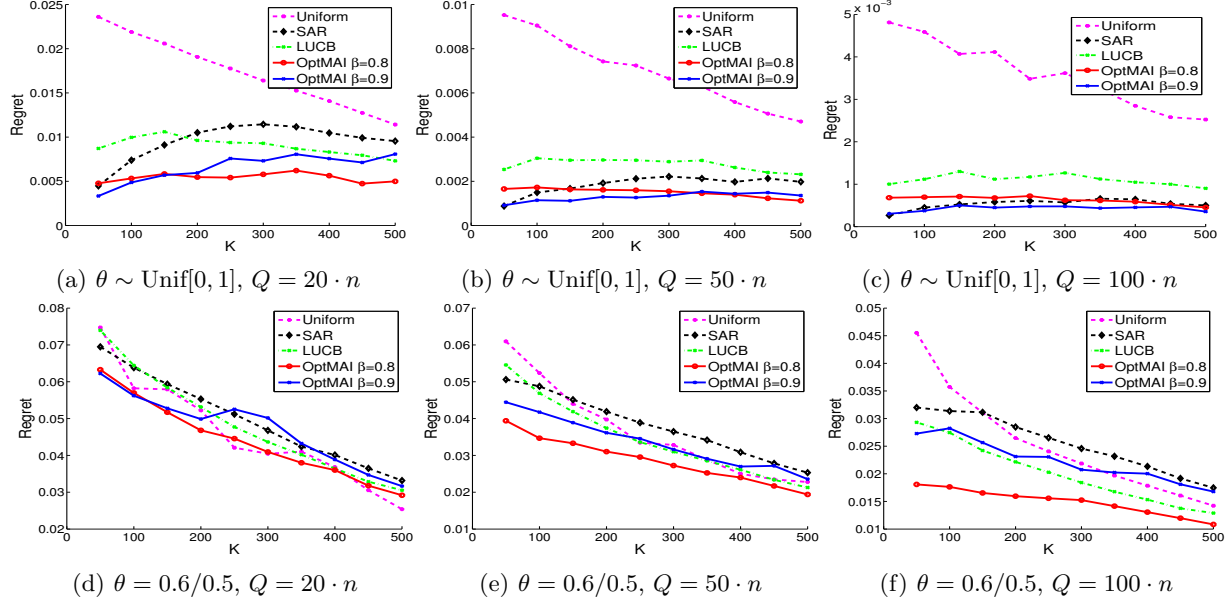 0.025
0.02
0.015
0.01
0.005
0
Regret
0 100 200 300 400 500
K
Uniform
SAR
LUCB
OptMAI β=0.8
OptMAI β=0.9
(a) θ ∼ Unif[0, 1], Q = 20 · n
0.01
0.008
0.006
0.004
0.002
0
Regret
0 100 200 300 400 500
K
Uniform
SAR
LUCB
OptMAI β=0.8
OptMAI β=0.9
(b) θ ∼ Unif[0, 1], Q = 50 · n
5 × 10⁻³
4
3
2
1
0
Regret
0 100 200 300 400 500
K
Uniform
SAR
LUCB
OptMAI β=0.8
OptMAI β=0.9
(c) θ ∼ Unif[0, 1], Q = 100 · n
0.08
0.07
0.06
0.05
0.04
0.03
0.02
Regret
0 100 200 300 400 500
K
Uniform
SAR
LUCB
OptMAI β=0.8
OptMAI β=0.9
(d) θ = 0.6/0.5, Q = 20 · n
0.07
0.06
0.05
0.04
0.03
0.02
0.01
Regret
0 100 200 300 400 500
K
Uniform
SAR
LUCB
OptMAI β=0.8
OptMAI β=0.9
(e) θ = 0.6/0.5, Q = 50 · n
0.05
0.045
0.04
0.035
0.03
0.025
0.02
0.015
0.01
Regret
0 100 200 300 400 500
K
Uniform
SAR
LUCB
OptMAI β=0.8
OptMAI β=0.9
(f) θ = 0.6/0.5, Q = 100 · n